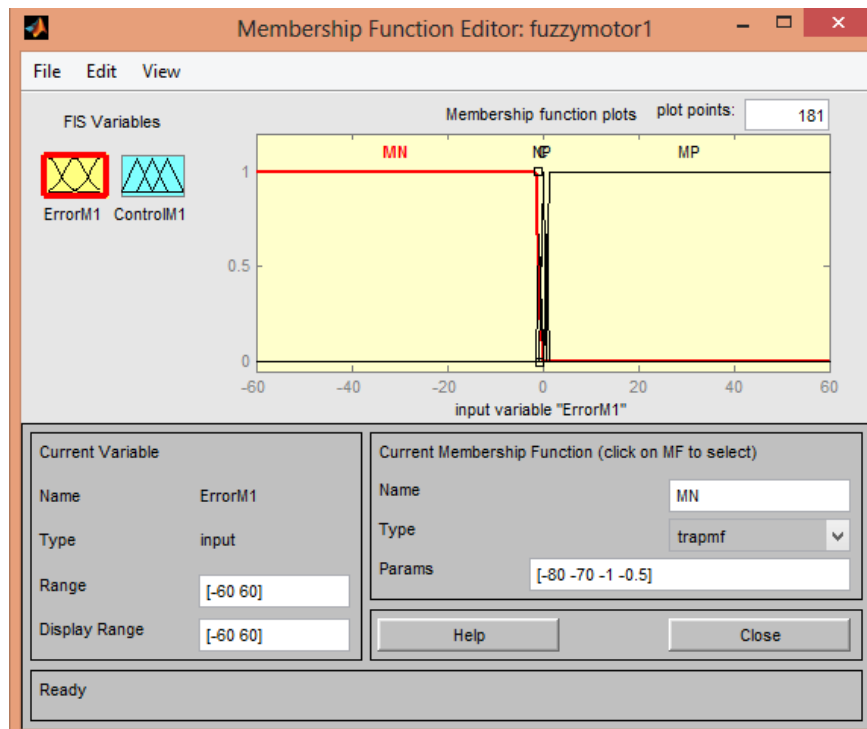 Membership Function Editor: fuzzymotor1
File Edit View
FIS Variables
Membership function plots plot points: 181
ErrorM1 ControlM1
MN MP
1
0.5
0
-60 -40 -20 0 20 40 60
input variable "ErrorM1"
Current Variable
Name ErrorM1
Type input
Range [-60 60]
Display Range [-60 60]
Current Membership Function (click on MF to select)
Name MN
Type trapmf
Params [-80 -70 -1 -0.5]
Help Close
Ready